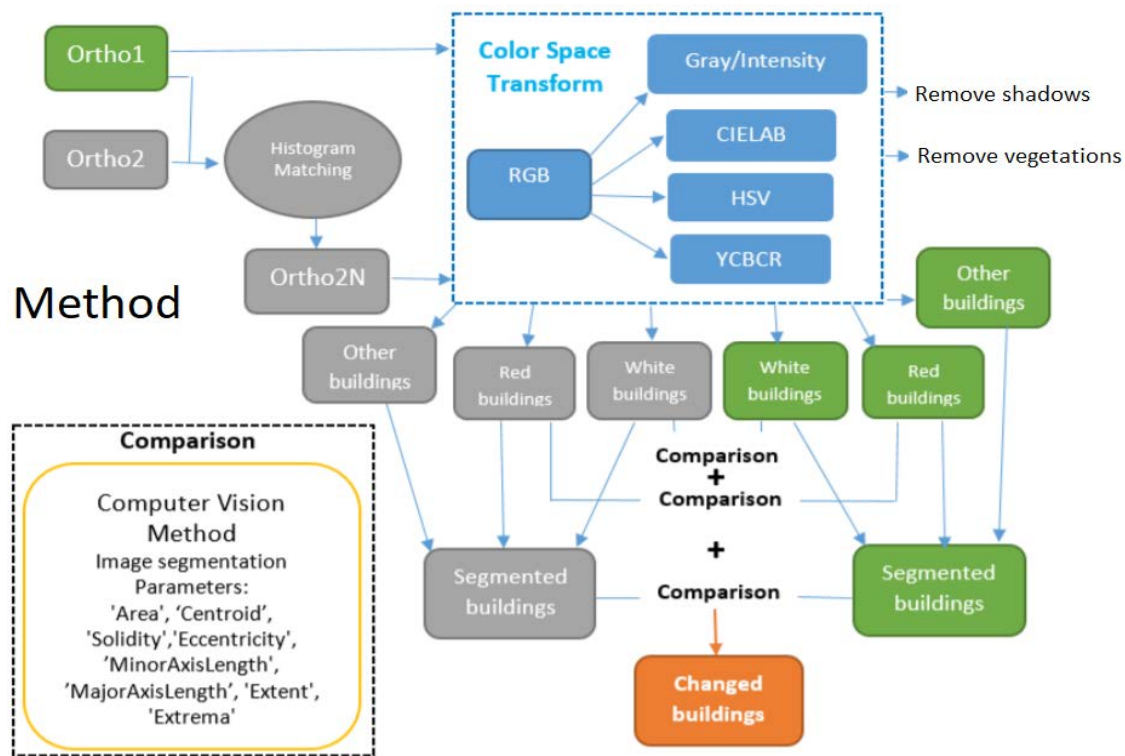 Ortho1
Ortho2
Histogram
Matching
Ortho2N
Color Space
Transform
RGB
Gray/Intensity
CIELAB
HSV
YCBCR
Remove shadows
Remove vegetations
Method
Other
buildings
Red
buildings
White
buildings
White
buildings
Red
buildings
Other
buildings
Comparison
+
Comparison
+
Comparison
Segmented
buildings
Segmented
buildings
Changed
buildings
Comparison
Computer Vision
Method
Image segmentation
Parameters:
'Area', ‘Centroid’,
'Solidity','Eccentricity',
’MinorAxisLength',
’MajorAxisLength’, 'Extent',
'Extrema'